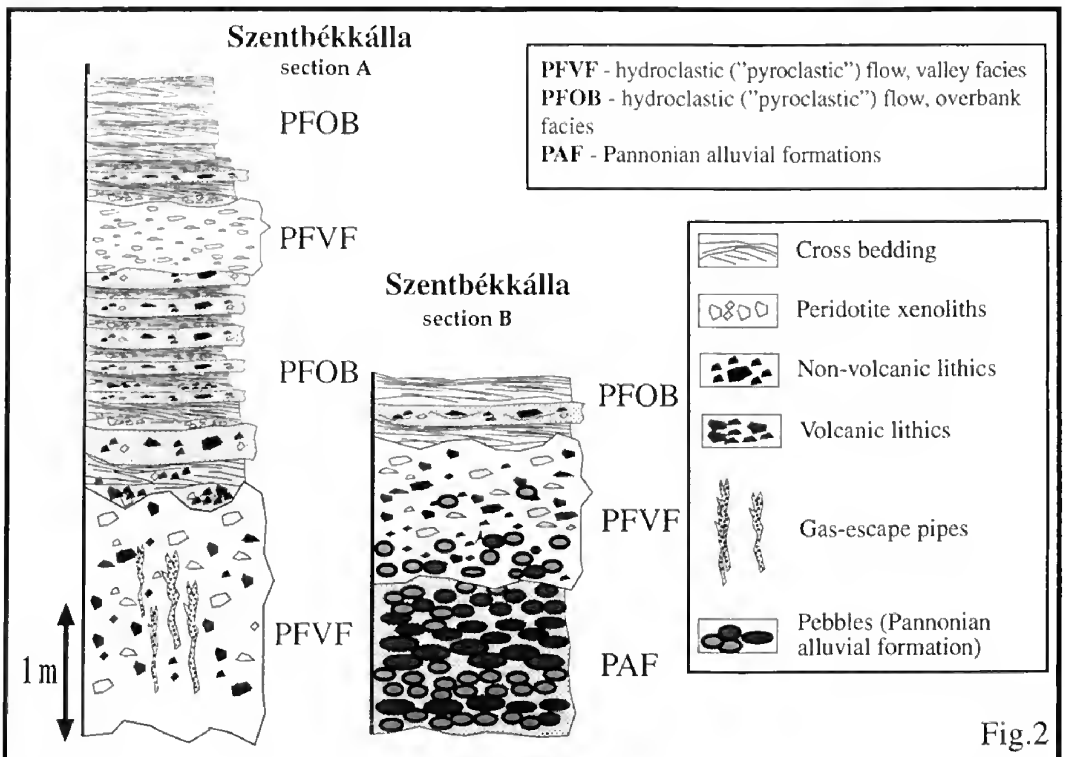 Szentbékkálla
section A
PFOB
PFVF
PFOB
PFVF
1m
Szentbékkálla
section B
PFOB
PFVF
PAF
PFVF - hydroclastic ("pyroclastic") flow, valley facies
PFOB - hydroclastic ("pyroclastic") flow, overbank
facies
PAF - Pannonian alluvial formations
Cross bedding
Peridotite xenoliths
Non-volcanic lithics
Volcanic lithics
Gas-escape pipes
Pebbles (Pannonian
alluvial formation)
Fig.2